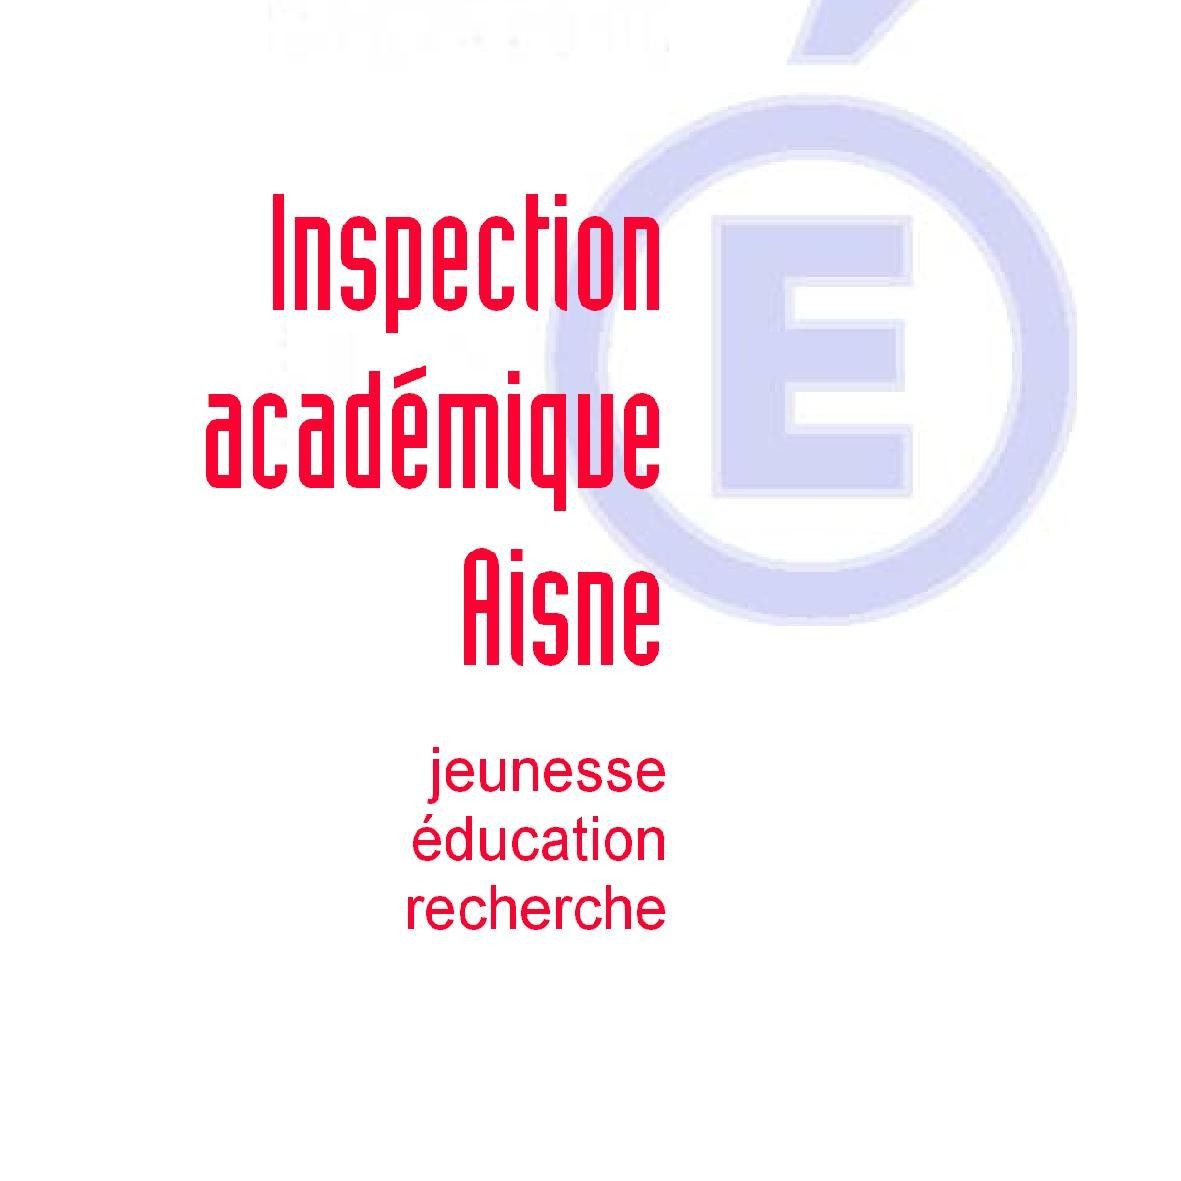 Inspection
académique
Aisne
É
jeunesse
éducation
recherche